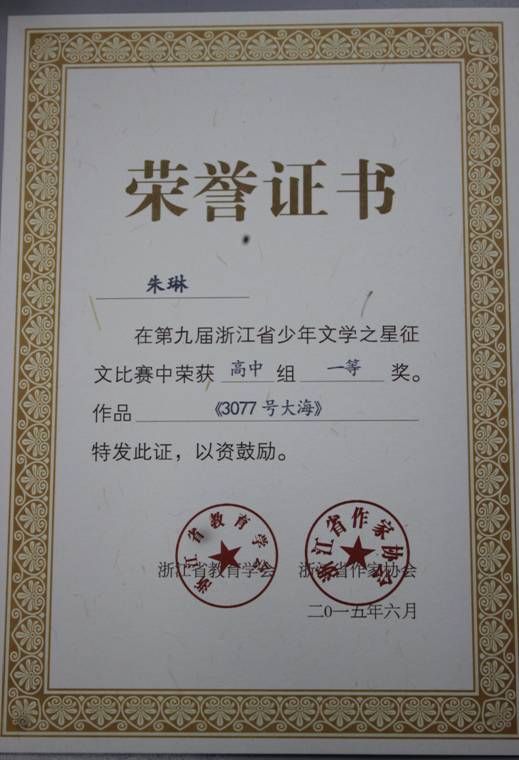 荣誉证书
朱琳
在第九届浙江省少年文学之星征
文比赛中荣获 高中 组 一等 奖。
作品 《3077号大海》
特发此证，以资鼓励。
浙江省教育学会
浙江省作家协会
浙江省教育学会 浙江省作家协会
二0一五年六月